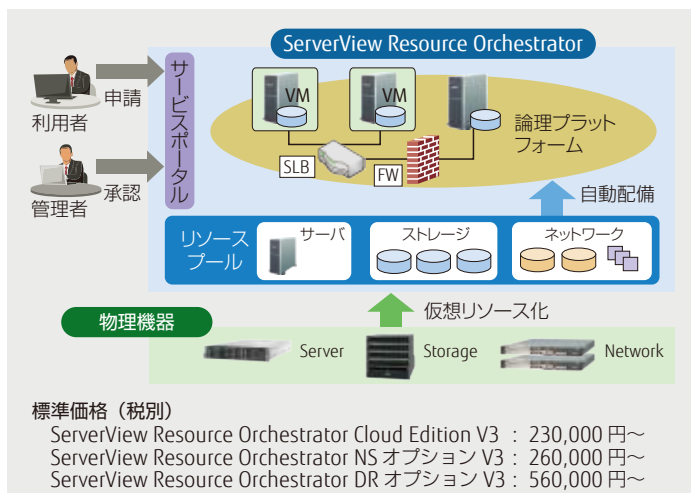 ServerView Resource Orchestrator
利用者
申請
管理者
承認
サービスポータル
VM
VM
SLB
FW
論理プラット
フォーム
自動配備
リソース
プール
サーバ
ストレージ
ネットワーク
仮想リソース化
物理機器
Server
Storage
Network
標準価格（税別）
ServerView Resource Orchestrator Cloud Edition V3 : 230,000 円～
ServerView Resource Orchestrator NS オプション V3 : 260,000 円～
ServerView Resource Orchestrator DR オプション V3 : 560,000 円～